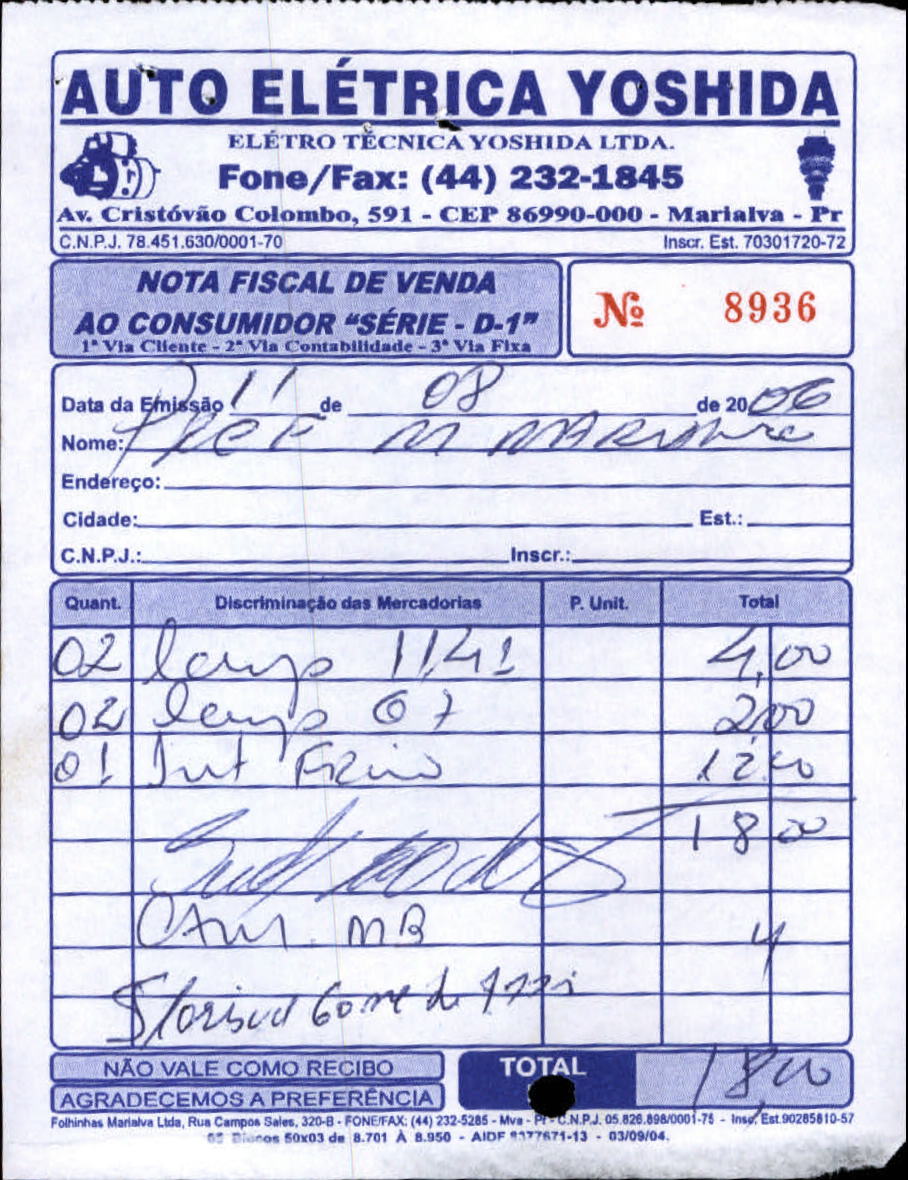 AUTO ELÉTRICA YOSHIDA
ELÉTRO TÉCNICA YOSHIDA LTDA.
Fone/Fax: (44) 232-1845
Av. Cristóvão Colombo, 591 - CEP 86990-000 - Marialva - Pr
C.N.P.J. 78.451.630/0001-70 Inscr. Est. 70301720-72
NOTA FISCAL DE VENDA
AO CONSUMIDOR "SÉRIE - D-1"
1ª Via Cliente - 2ª Via Contabilidade - 3ª Via Fixa
Nº 8936
Data da Emissão 11 de 08 de 2006
Nome: M
Endereço:
Cidade: Est.:
C.N.P.J.: Inscr.:
Quant. Discriminação das Mercadorias P. Unit. Total
02 lamp 1141 4,00
02 lamp 67 2,00
01 Int Freio 12,00
18,00
MB
NÃO VALE COMO RECIBO
AGRADECEMOS A PREFERÊNCIA
TOTAL 18,00
Folhinhas Marialva Ltda, Rua Campos Sales, 320-B - FONE/FAX: (44) 232-5285 - Mva - Pr - C.N.P.J. 05.826.898/0001-75 - Insc. Est.90285810-57
Blocos 50x03 de 8.701 À 8.950 - AIDF - 03/09/04.